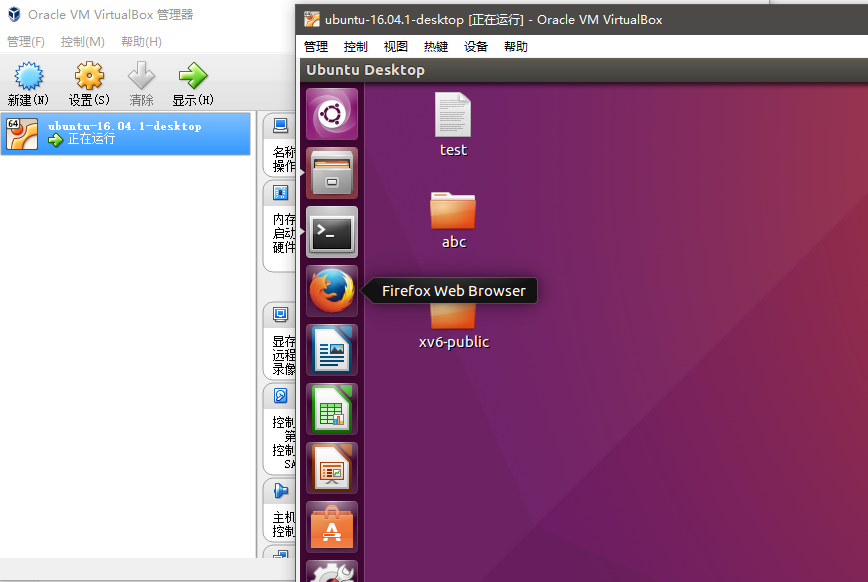 Oracle VM VirtualBox 管理器
管理(F) 控制(M) 帮助(H)
新建(N) 设置(S) 清除 显示(H)
64
ubuntu-16.04.1-desktop
正在运行
名称
操作
内存
启动
硬件
显存
远程
录像
控制
第
控制
SA
主机
控制
ubuntu-16.04.1-desktop [正在运行] - Oracle VM VirtualBox
管理 控制 视图 热键 设备 帮助
Ubuntu Desktop
test
abc
Firefox Web Browser
xv6-public